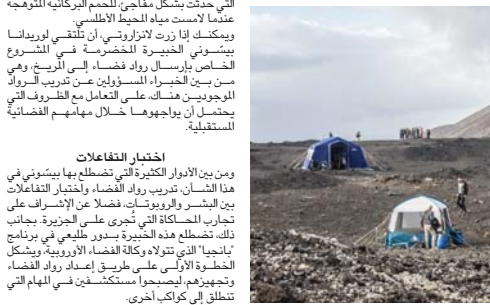 التي حدثت بشكل مفاجئ، للحمم البركانية المتوهجة
عندما لامست مياه المحيط الأطلسي.
ويمكنك إذا زرت لانزاروتي، أن تلتقي لوريدانا
بيسّوني الخبيرة المخضرمة في المشروع
الخاص بإرسال رواد فضاء إلى المريخ، وهي
من بين الخبراء المسؤولين عن تدريب الرواد
الموجودين هناك، على التعامل مع الظروف التي
يحتمل أن يواجهوها خلال مهامهم الفضائية
المستقبلية.
اختبار التفاعلات
ومن بين الأدوار الكثيرة التي تضطلع بها بيسّوني في
هذا الشأن، تدريب رواد الفضاء واختبار التفاعلات
بين البشر والروبوتات، فضلا عن الإشراف على
تجارب المحاكاة التي تُجرى على الجزيرة. بجانب
ذلك، تضطلع هذه الخبيرة بدور طليعي في برنامج
"بانجيا" الذي تتولاه وكالة الفضاء الأوروبية، ويشكل
الخطوة الأولى على طريق إعداد رواد الفضاء
وتجهيزهم، ليصبحوا مستكشفين في المهام التي
تنطلق إلى كواكب أخرى.